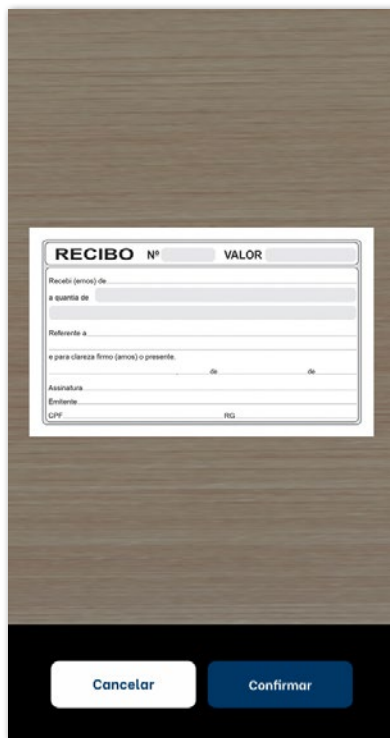 RECIBO Nº VALOR
Recebi (emos) de
a quantia de
Referente a
e para clareza firmo (amos) o presente.
, de de
Assinatura
Emitente
CPF RG
Cancelar Confirmar